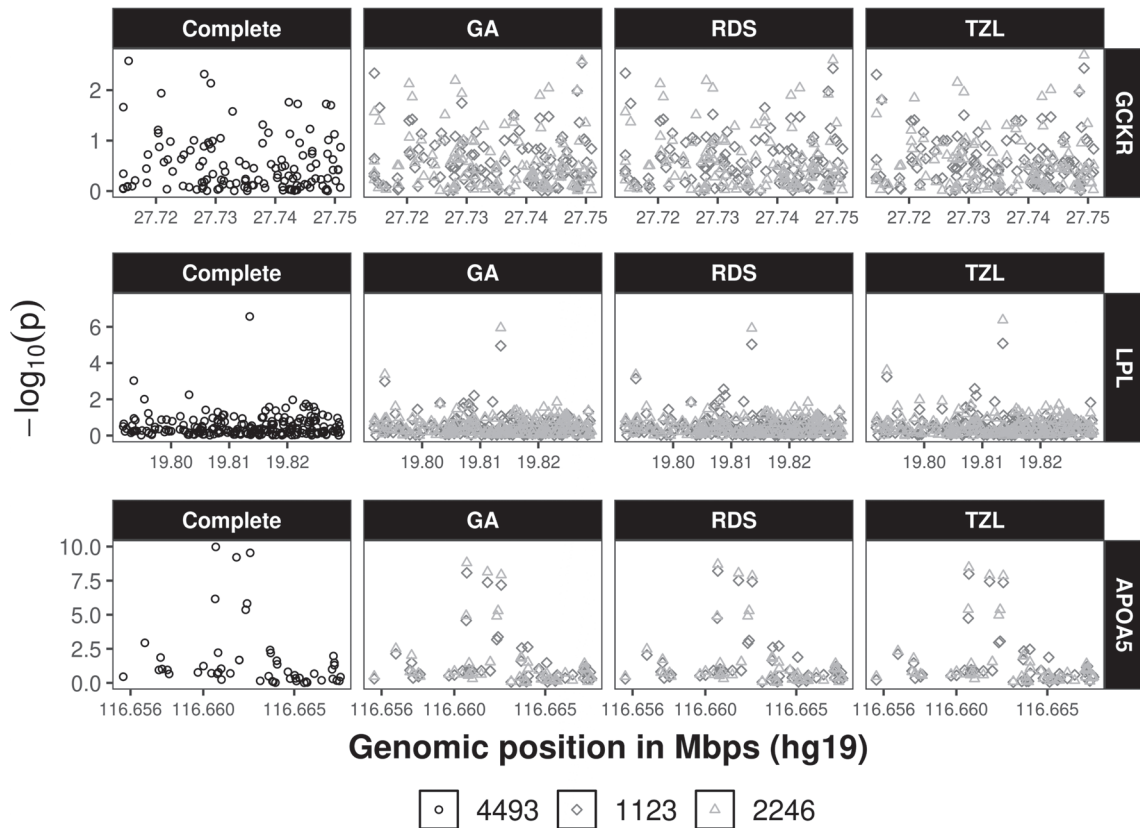 Complete GA RDS TZL
GCKR
2
1
0
27.72 27.73 27.74 27.75 27.72 27.73 27.74 27.75 27.72 27.73 27.74 27.75 27.72 27.73 27.74 27.75
Complete GA RDS TZL
LPL
6
4
2
0
19.80 19.81 19.82 19.80 19.81 19.82 19.80 19.81 19.82 19.80 19.81 19.82
Complete GA RDS TZL
APOA5
10.0
7.5
5.0
2.5
0.0
116.656 116.660 116.665 116.656 116.660 116.665 116.656 116.660 116.665 116.656 116.660 116.665
−log₁₀(p)
Genomic position in Mbps (hg19)
4493 1123 2246